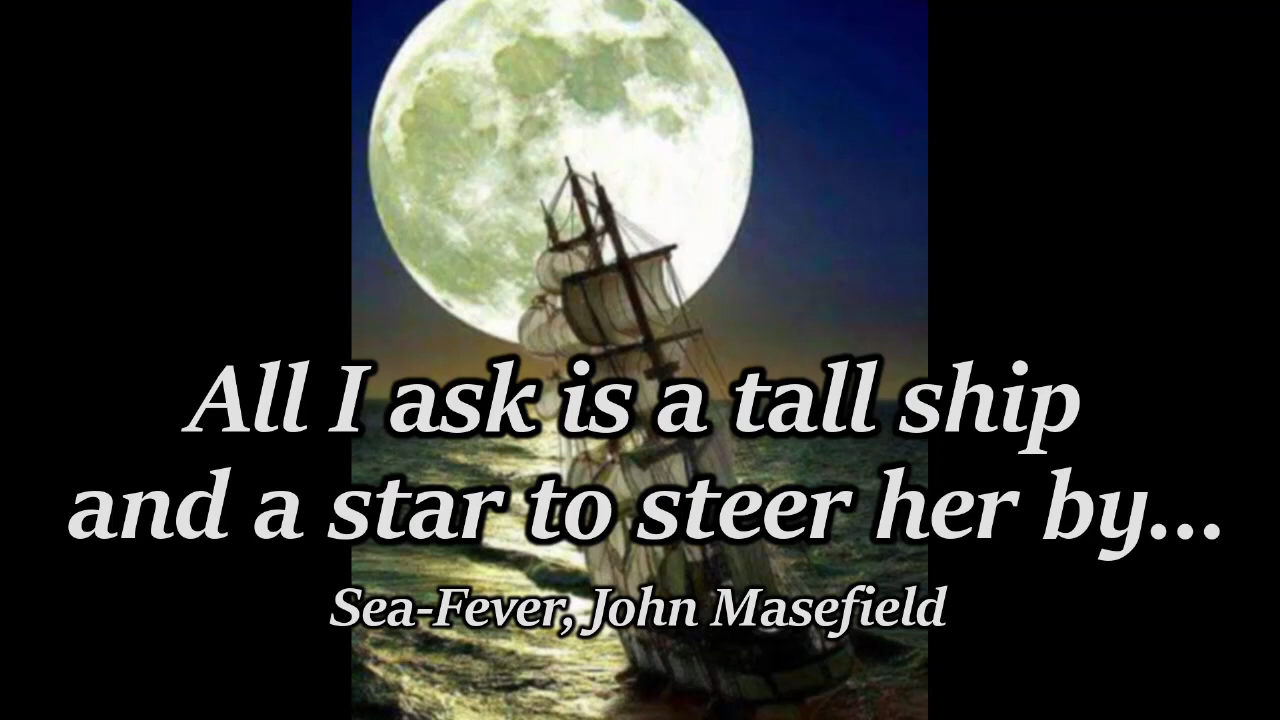 All I ask is a tall ship
and a star to steer her by...
Sea-Fever, John Masefield